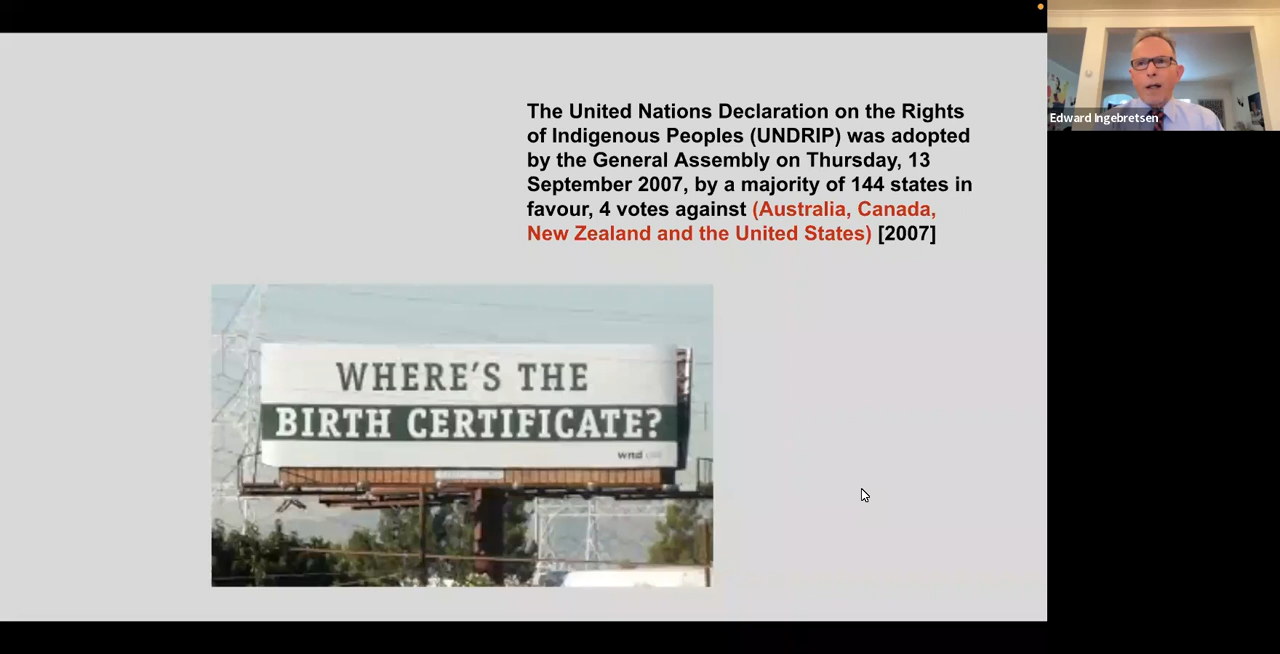 The United Nations Declaration on the Rights
of Indigenous Peoples (UNDRIP) was adopted
by the General Assembly on Thursday, 13
September 2007, by a majority of 144 states in
favour, 4 votes against (Australia, Canada,
New Zealand and the United States) [2007]
Edward Ingebretsen
WHERE'S THE
BIRTH CERTIFICATE?
wnd